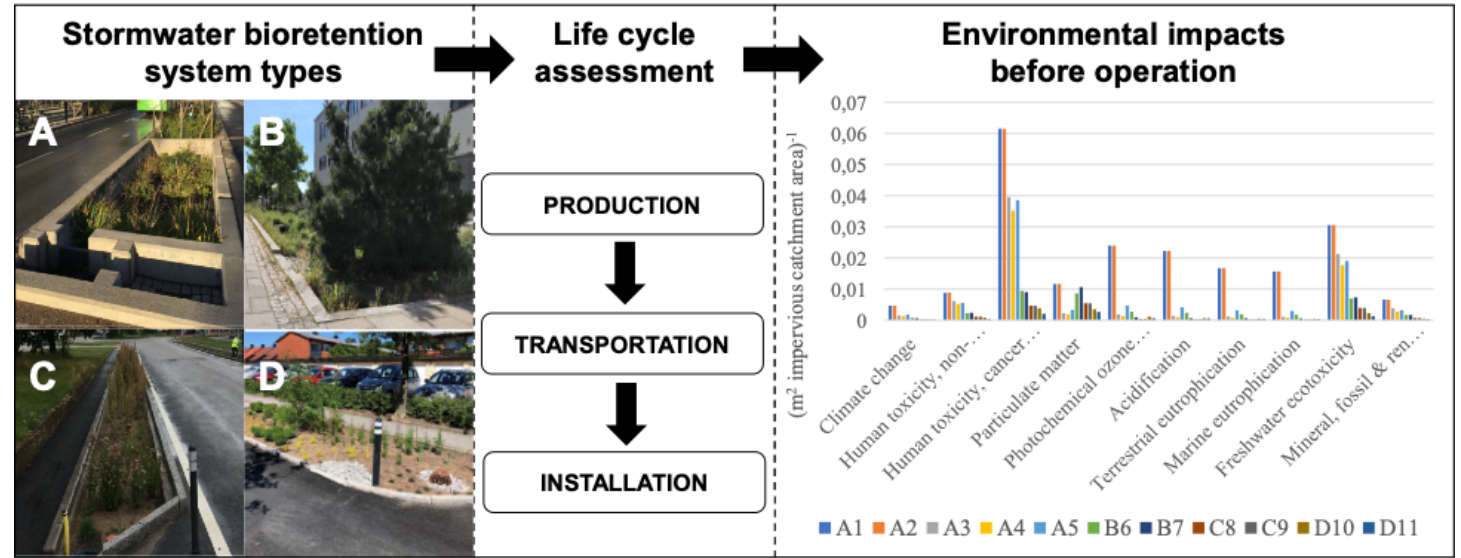 Stormwater bioretention
system types
Life cycle
assessment
Environmental impacts
before operation
A
B
C
D
PRODUCTION
TRANSPORTATION
INSTALLATION
(m² impervious catchment area)⁻¹
0,07
0,06
0,05
0,04
0,03
0,02
0,01
0
Climate change
Human toxicity, non-…
Human toxicity, cancer…
Particulate matter
Photochemical ozone…
Acidification
Terrestrial eutrophication
Marine eutrophication
Freshwater ecotoxicity
Mineral, fossil & ren…
A1 A2 A3 A4 A5 B6 B7 C8 C9 D10 D11